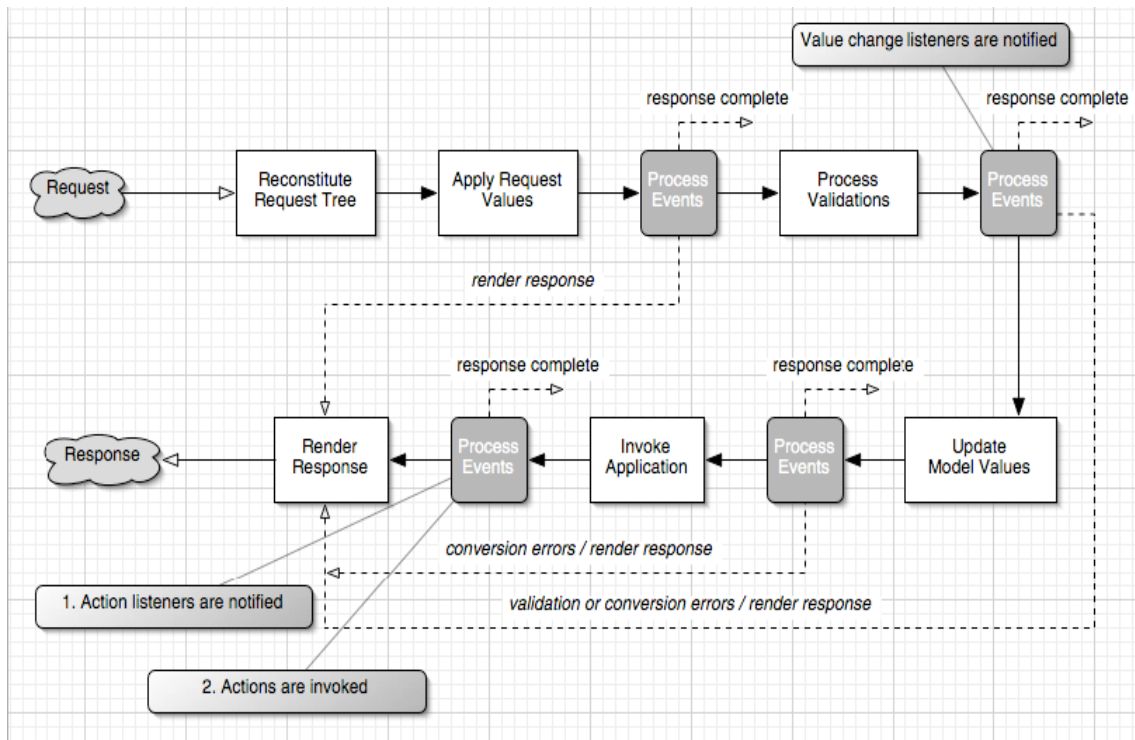 Value change listeners are notified
response complete
response complete
Request
Reconstitute
Request Tree
Apply Request
Values
Process
Events
Process
Validations
Process
Events
render response
response complete
response complete
Response
Render
Response
Process
Events
Invoke
Application
Process
Events
Update
Model Values
conversion errors / render response
1. Action listeners are notified
validation or conversion errors / render response
2. Actions are invoked